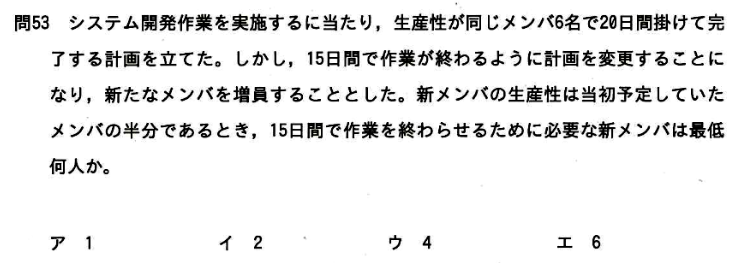 問53 システム開発作業を実施するに当たり，生産性が同じメンバ6名で20日間掛けて完
了する計画を立てた。しかし，15日間で作業が終わるように計画を変更することに
なり，新たなメンバを増員することとした。新メンバの生産性は当初予定していた
メンバの半分であるとき，15日間で作業を終わらせるために必要な新メンバは最低
何人か。
ア 1 イ 2 ウ 4 エ 6